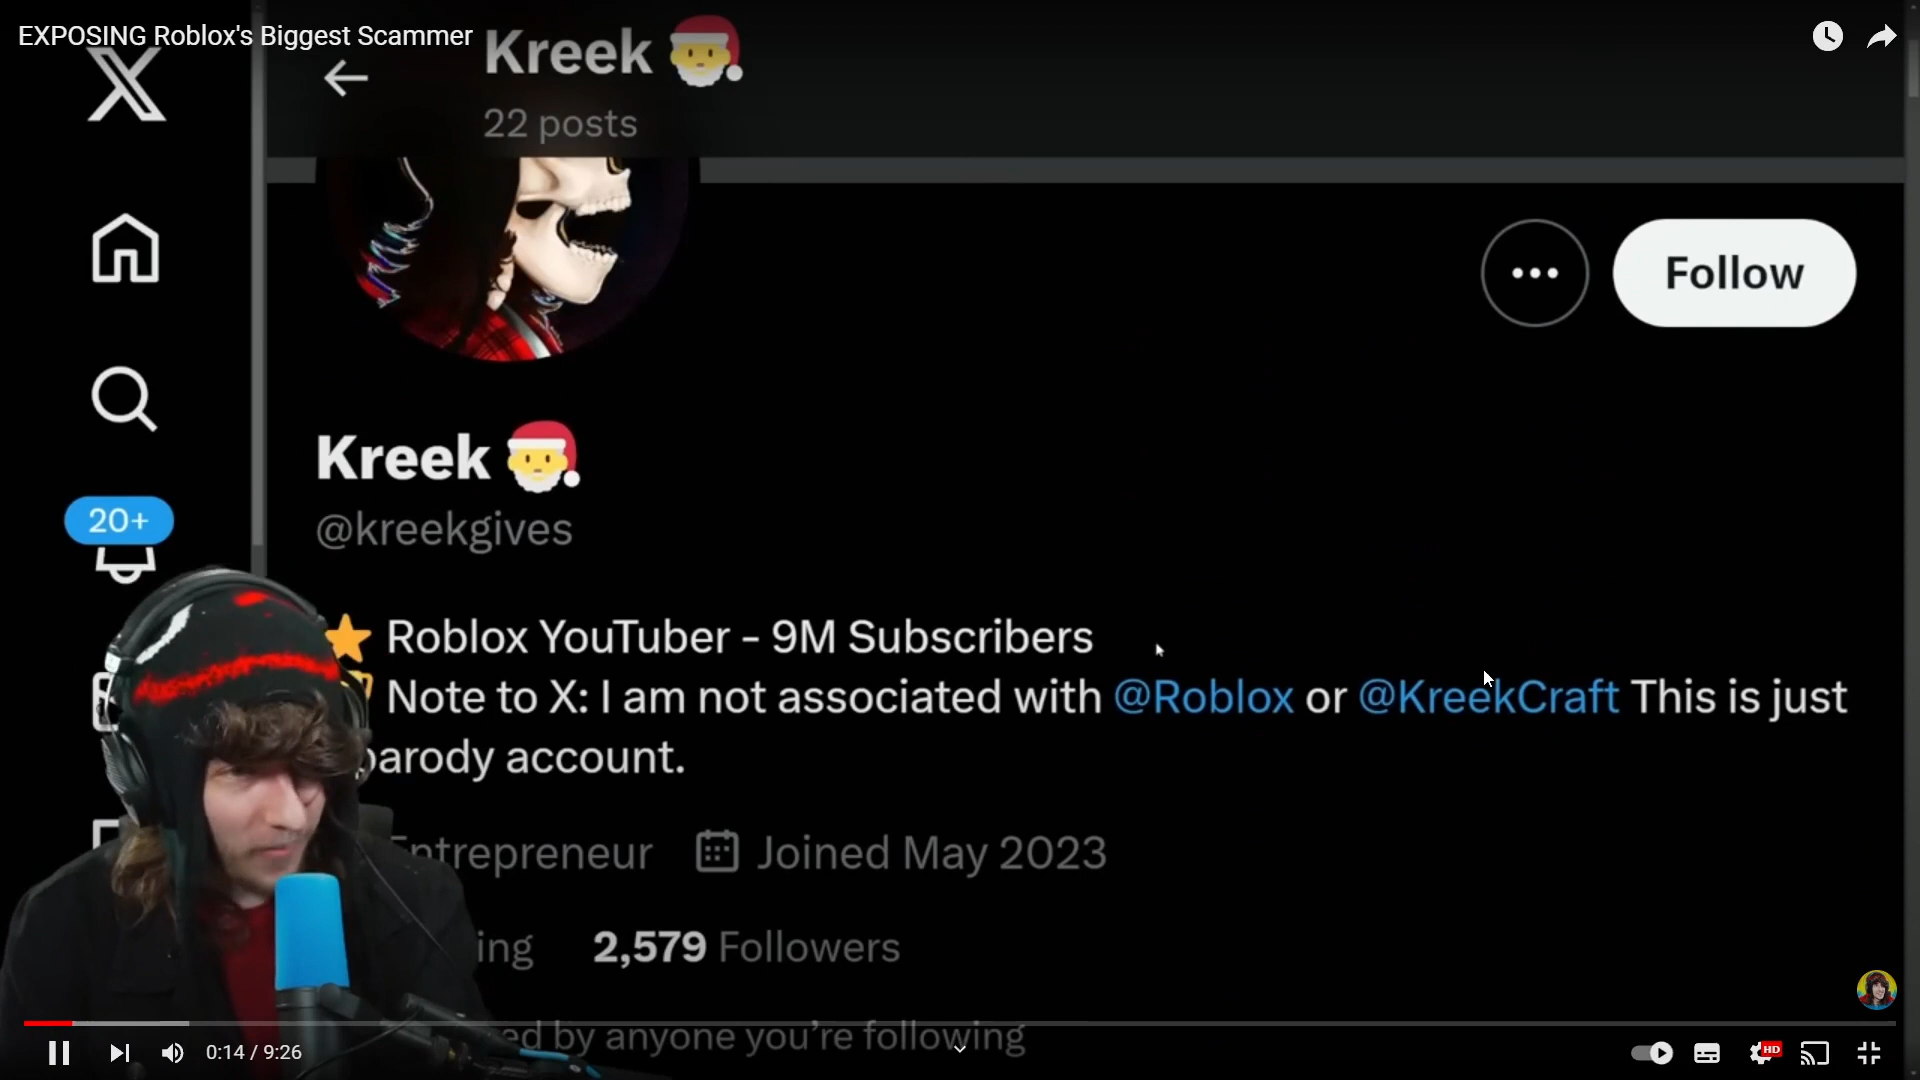 EXPOSING Roblox's Biggest Scammer
Kreek
22 posts
Follow
Kreek
@kreekgives
20+
Roblox YouTuber - 9M Subscribers
Note to X: I am not associated with @Roblox or @KreekCraft This is just
parody account.
Entrepreneur Joined May 2023
ing 2,579 Followers
ed by anyone you're following
0:14 / 9:26
HD